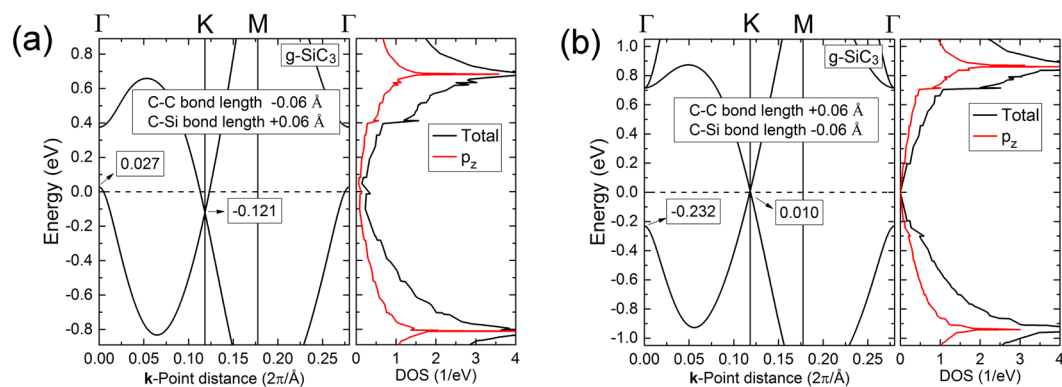 (a)
Γ K M Γ
g-SiC3
C-C bond length -0.06 Å
C-Si bond length +0.06 Å
0.027
-0.121
Energy (eV)
0.8
0.6
0.4
0.2
0.0
-0.2
-0.4
-0.6
-0.8
0.00 0.05 0.10 0.15 0.20 0.25
k-Point distance (2π/Å)
Total
pz
1 2 3 4
DOS (1/eV)
(b)
Γ K M Γ
g-SiC3
C-C bond length +0.06 Å
C-Si bond length -0.06 Å
-0.232
0.010
Energy (eV)
1.0
0.8
0.6
0.4
0.2
0.0
-0.2
-0.4
-0.6
-0.8
-1.0
0.00 0.05 0.10 0.15 0.20 0.25
k-Point distance (2π/Å)
Total
pz
1 2 3 4
DOS (1/eV)